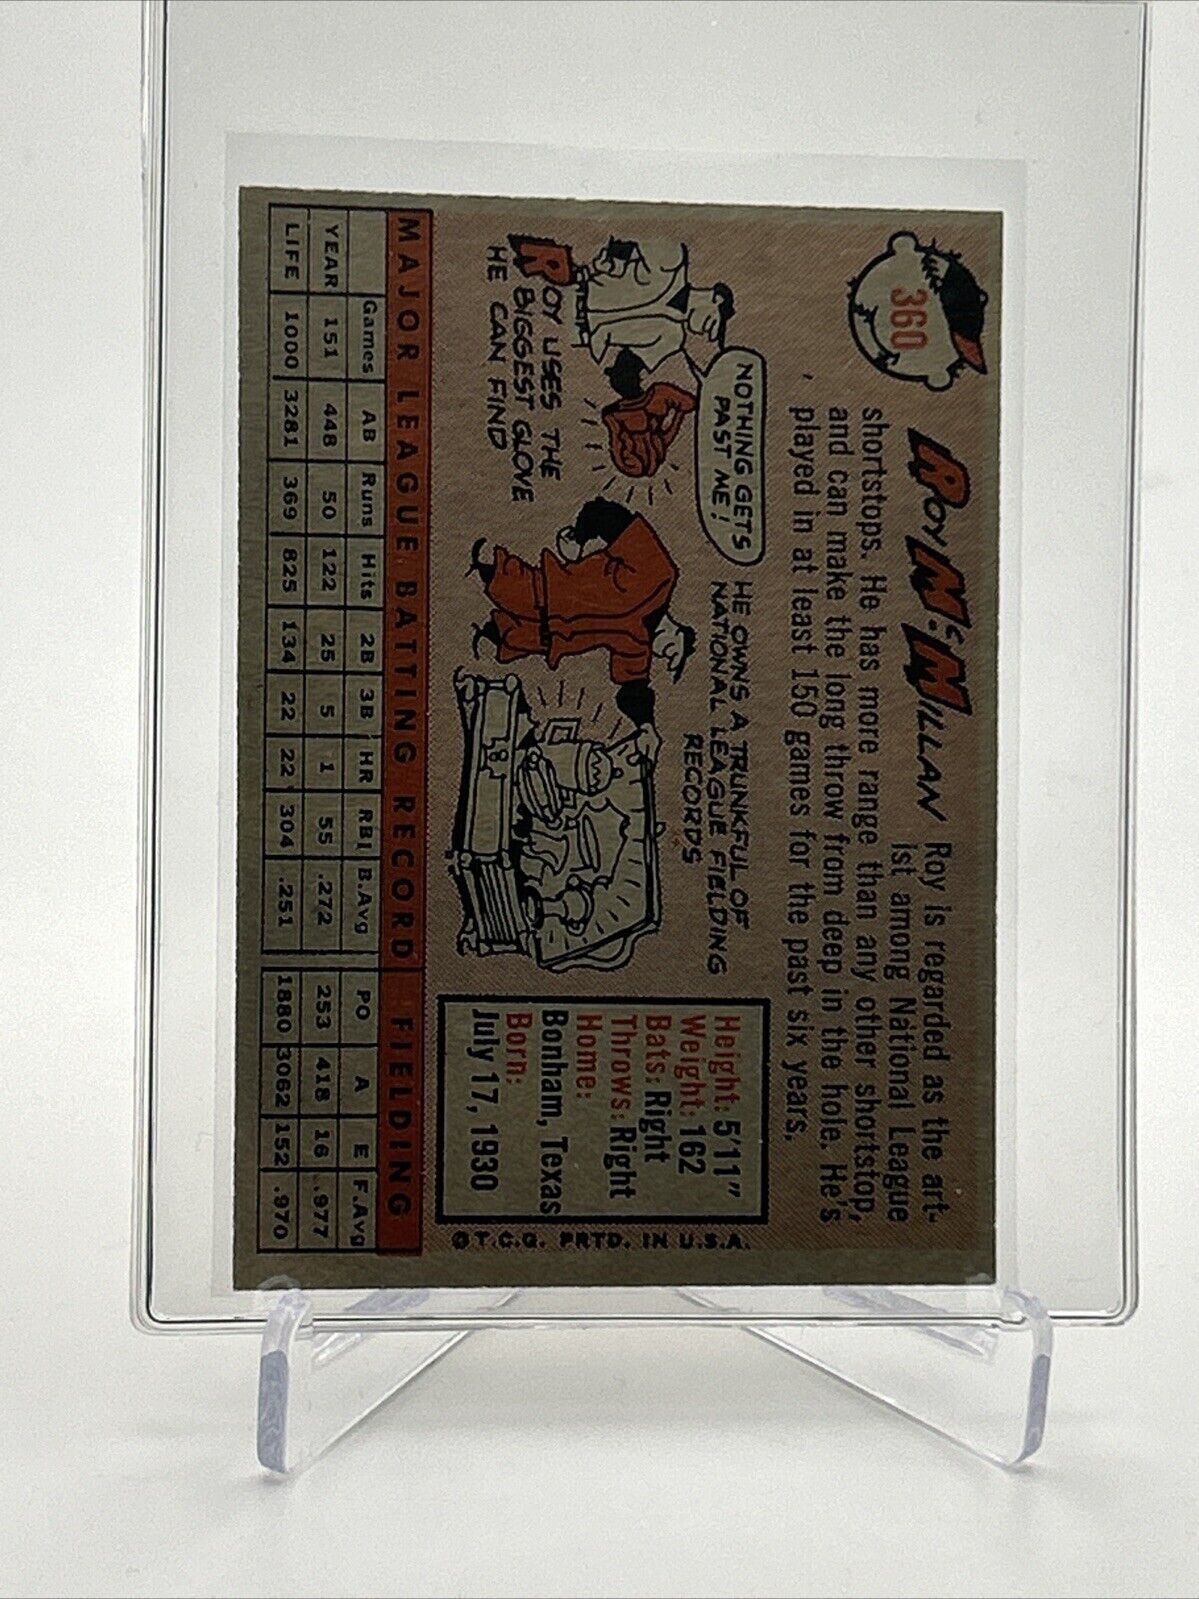 360
ROY McMILLAN Roy is regarded as the art-
ist among National League
shortstops. He has more range than any other shortstop,
and can make the long throw from deep in the hole. He's
played in at least 150 games for the past six years.
NOTHING GETS
PAST ME!
ROY USES THE
BIGGEST GLOVE
HE CAN FIND
HE OWNS A TRUNKFUL OF
NATIONAL LEAGUE FIELDING
RECORDS
Height: 5'11"
Weight: 162
Bats: Right
Throws: Right
Home:
Bonham, Texas
Born:
July 17, 1930
© T.C.G. PRTD. IN U.S.A.
MAJOR LEAGUE BATTING RECORD FIELDING
Games AB Runs Hits 2B 3B HR RBI B.Avg PO A E F.Avg
YEAR 151 448 50 122 25 5 1 55 .272 253 418 16 .977
LIFE 1000 3281 369 825 134 22 22 304 .251 1880 3062 152 .970